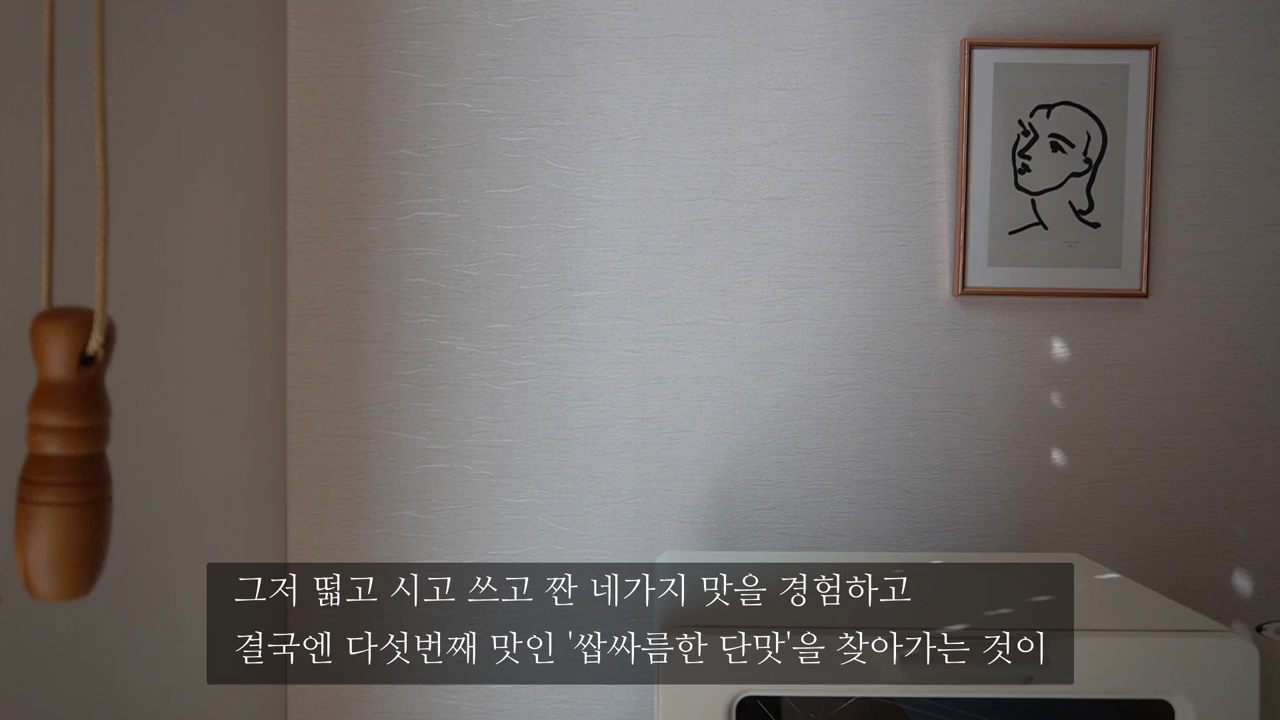 그저 떫고 시고 쓰고 짠 네가지 맛을 경험하고
결국엔 다섯번째 맛인 '쌉싸름한 단맛'을 찾아가는 것이